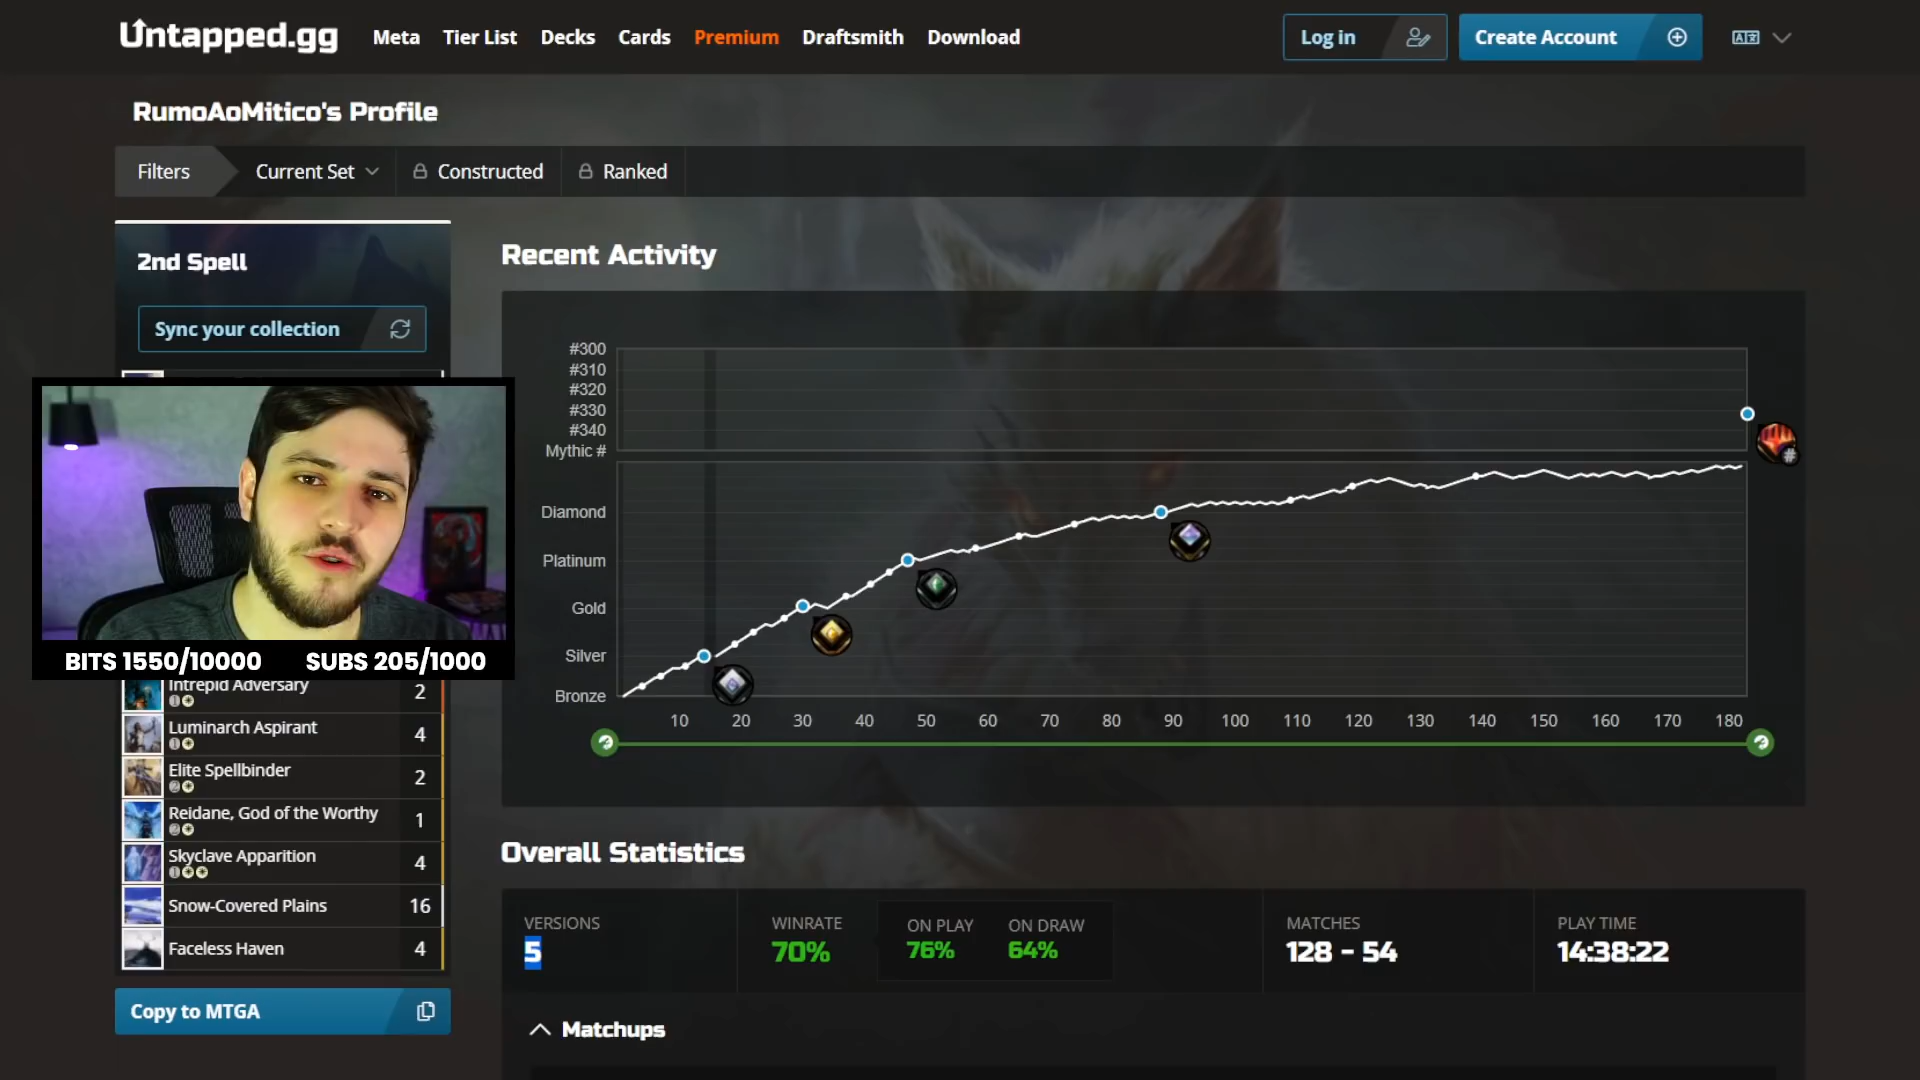 Untapped.gg
Meta
Tier List
Decks
Cards
Premium
Draftsmith
Download
Log in
Create Account
RumoAoMitico's Profile
Filters
Current Set
Constructed
Ranked
2nd Spell
Sync your collection
BITS 1550/10000
SUBS 205/1000
Intrepid Adversary 2
Luminarch Aspirant 4
Elite Spellbinder 2
Reidane, God of the Worthy 1
Skyclave Apparition 4
Snow-Covered Plains 16
Faceless Haven 4
Copy to MTGA
Recent Activity
#300
#310
#320
#330
#340
Mythic #
Diamond
Platinum
Gold
Silver
Bronze
10 20 30 40 50 60 70 80 90 100 110 120 130 140 150 160 170 180
#
Overall Statistics
VERSIONS
5
WINRATE
70%
ON PLAY
76%
ON DRAW
64%
MATCHES
128 - 54
PLAY TIME
14:38:22
Matchups